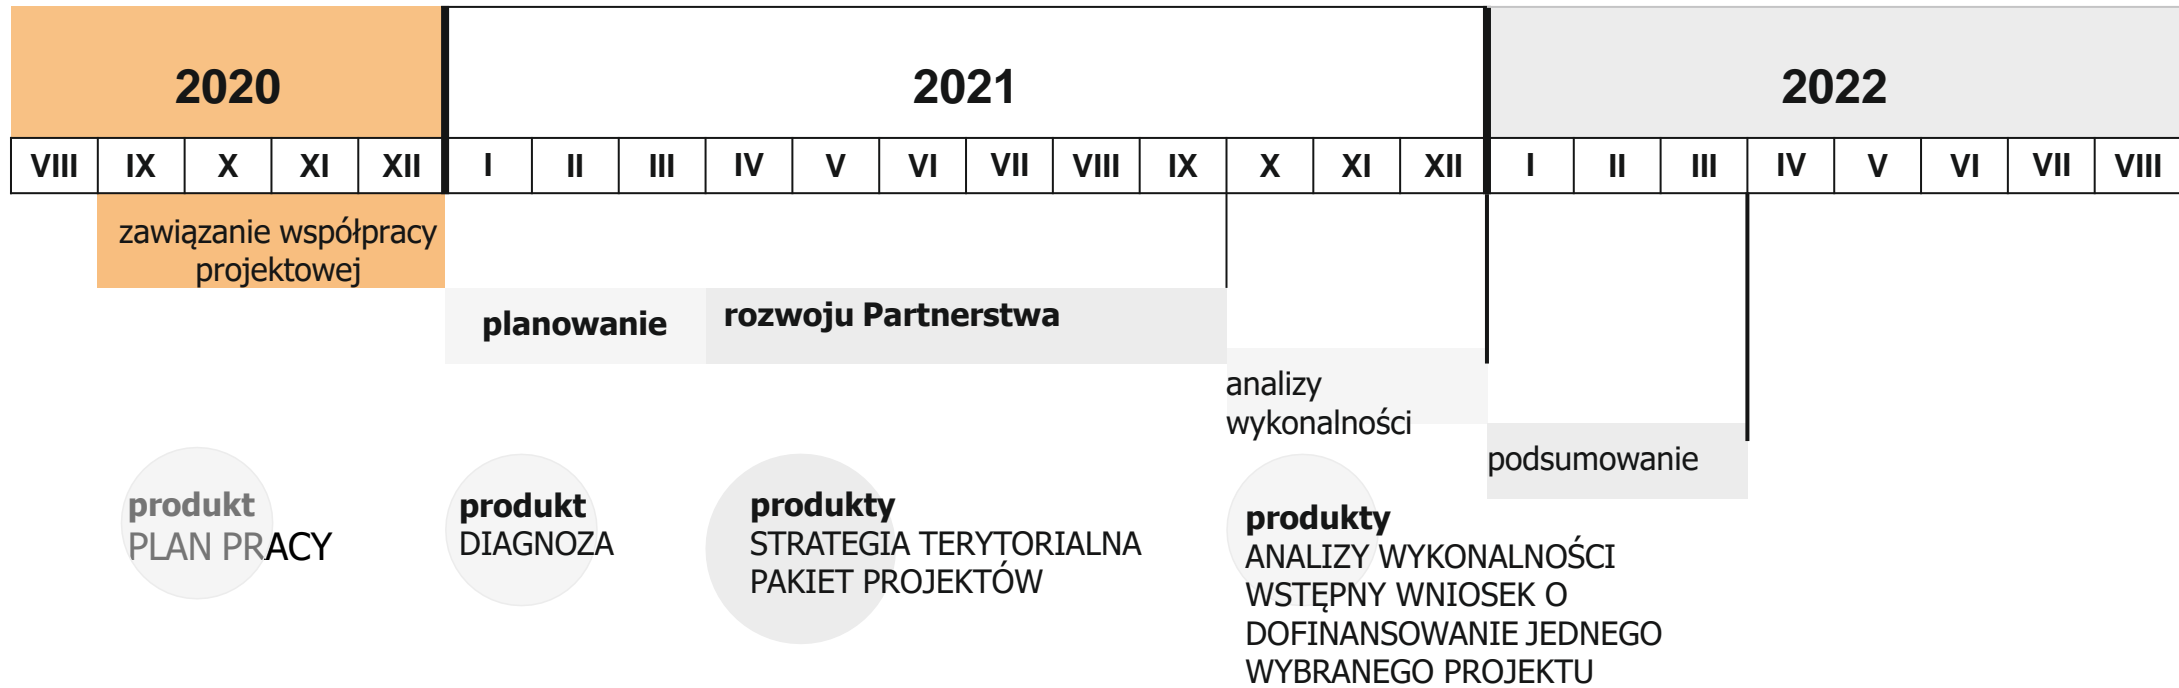 2020 2021 2022
VIII IX X XI XII I II III IV V VI VII VIII IX X XI XII I II III IV V VI VII VIII
zawiązanie współpracy
projektowej
planowanie
rozwoju Partnerstwa
analizy
wykonalności
podsumowanie
produkt
PLAN PRACY
produkt
DIAGNOZA
produkty
STRATEGIA TERYTORIALNA
PAKIET PROJEKTÓW
produkty
ANALIZY WYKONALNOŚCI
WSTĘPNY WNIOSEK O
DOFINANSOWANIE JEDNEGO
WYBRANEGO PROJEKTU